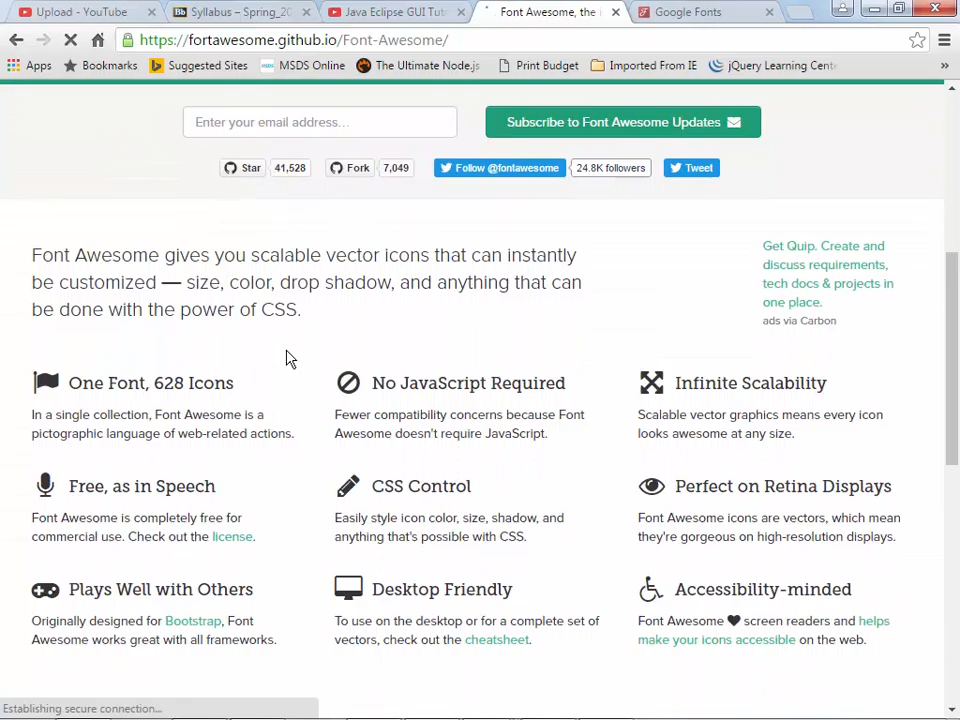 Upload - YouTube
Syllabus – Spring_20
Java Eclipse GUI Tuto
Font Awesome, the i
Google Fonts
https://fortawesome.github.io/Font-Awesome/
Apps
Bookmarks
Suggested Sites
MSDS Online
The Ultimate Node.js
Print Budget
Imported From IE
jQuery Learning Cent
»
Enter your email address...
Subscribe to Font Awesome Updates
Star
41,528
Fork
7,049
Follow @fontawesome
24.8K followers
Tweet
Font Awesome gives you scalable vector icons that can instantly
be customized — size, color, drop shadow, and anything that can
be done with the power of CSS.
Get Quip. Create and
discuss requirements,
tech docs & projects in
one place.
ads via Carbon
One Font, 628 Icons
In a single collection, Font Awesome is a
pictographic language of web-related actions.
No JavaScript Required
Fewer compatibility concerns because Font
Awesome doesn't require JavaScript.
Infinite Scalability
Scalable vector graphics means every icon
looks awesome at any size.
Free, as in Speech
Font Awesome is completely free for
commercial use. Check out the license.
CSS Control
Easily style icon color, size, shadow, and
anything that's possible with CSS.
Perfect on Retina Displays
Font Awesome icons are vectors, which mean
they're gorgeous on high-resolution displays.
Plays Well with Others
Originally designed for Bootstrap, Font
Awesome works great with all frameworks.
Desktop Friendly
To use on the desktop or for a complete set of
vectors, check out the cheatsheet.
Accessibility-minded
Font Awesome ♥ screen readers and helps
make your icons accessible on the web.
Establishing secure connection...